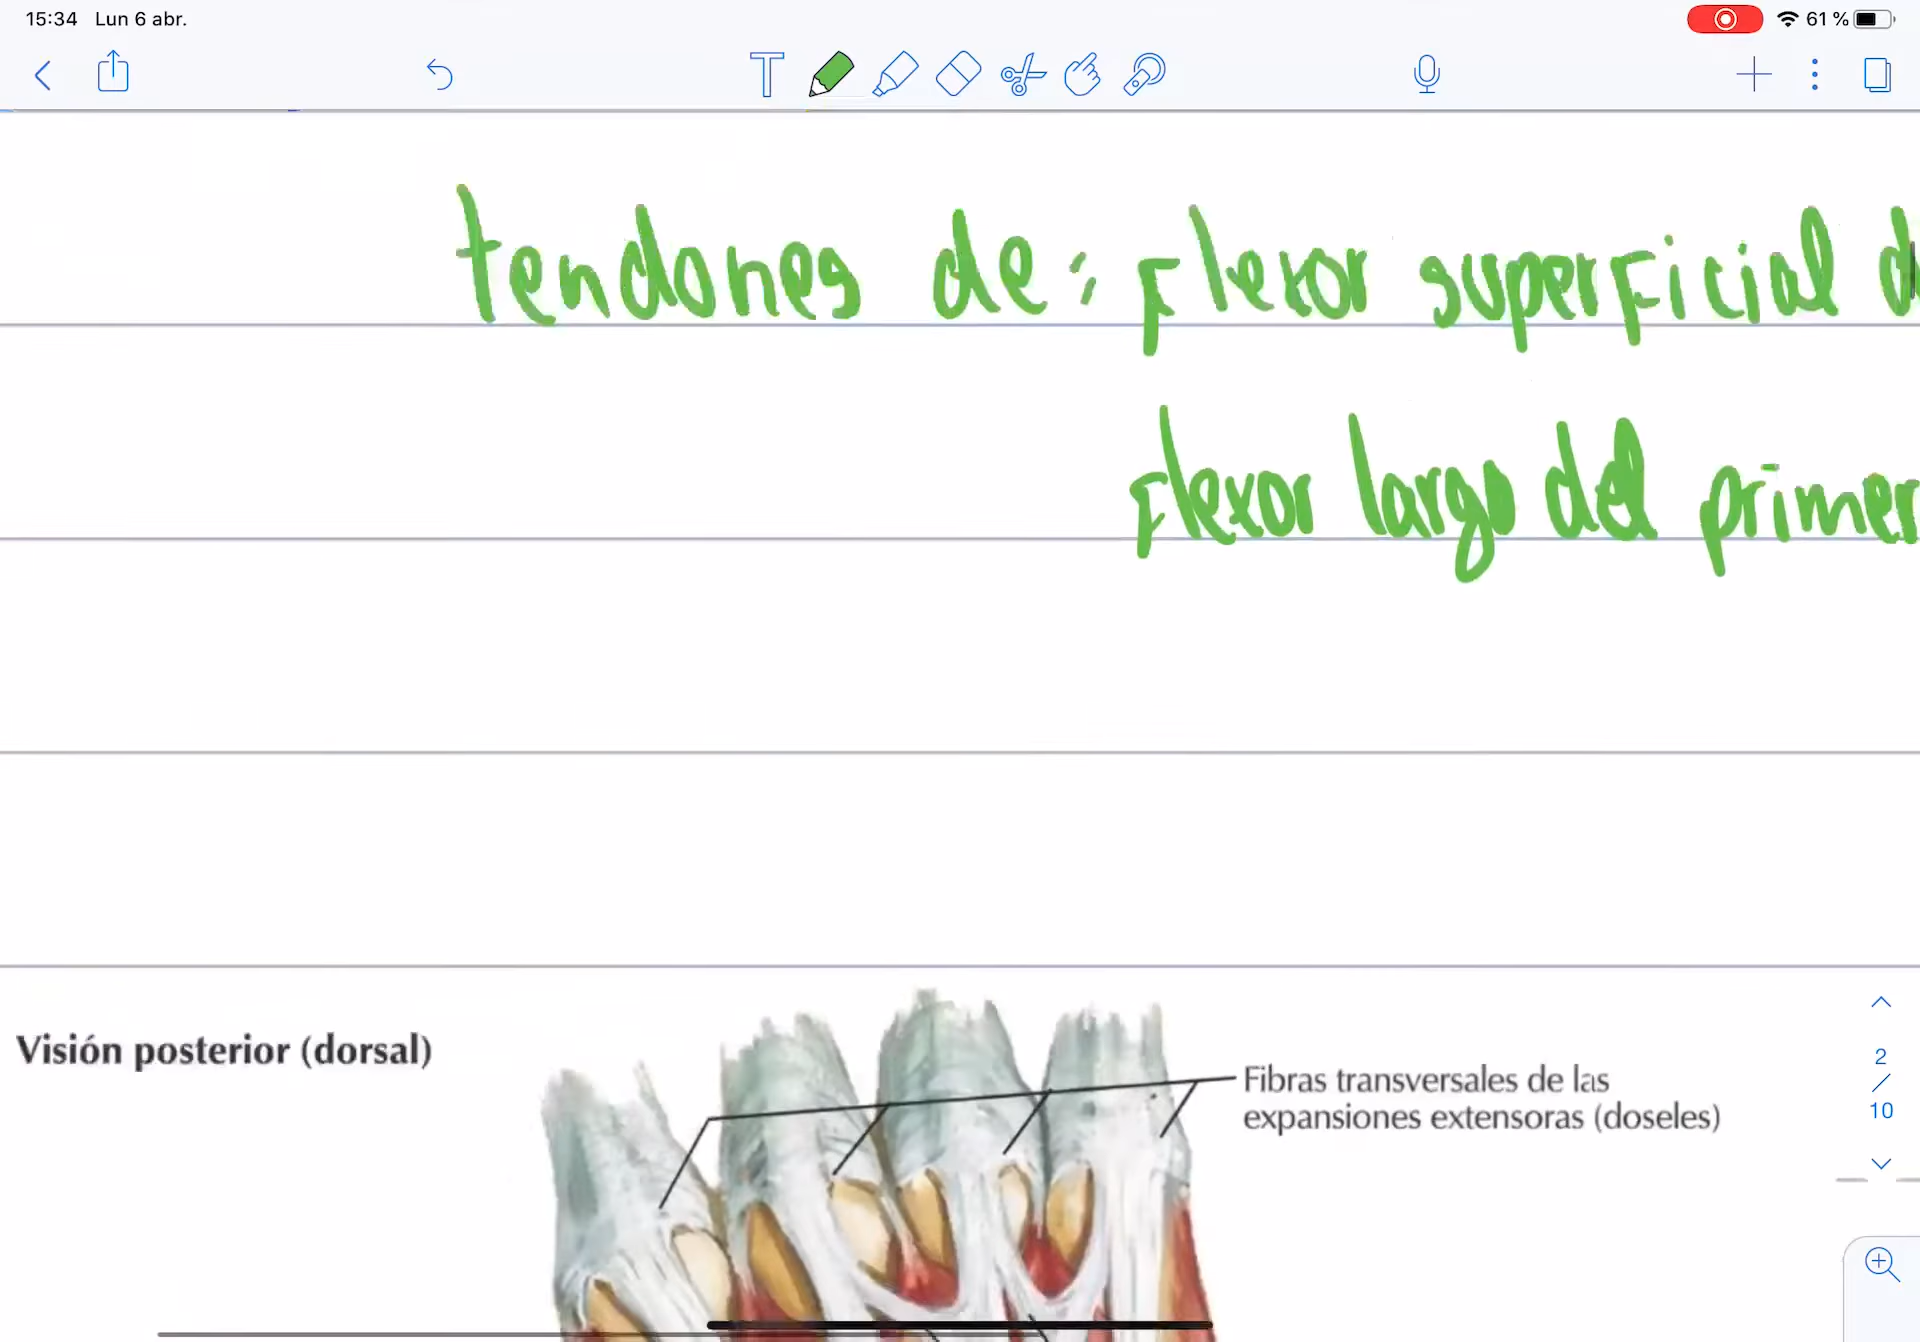 15:34 Lun 6 abr.
61 %
T
tendones de: Flexor superficial d
Flexor largo del primer
Visión posterior (dorsal)
Fibras transversales de las
expansiones extensoras (doseles)
2
/
10